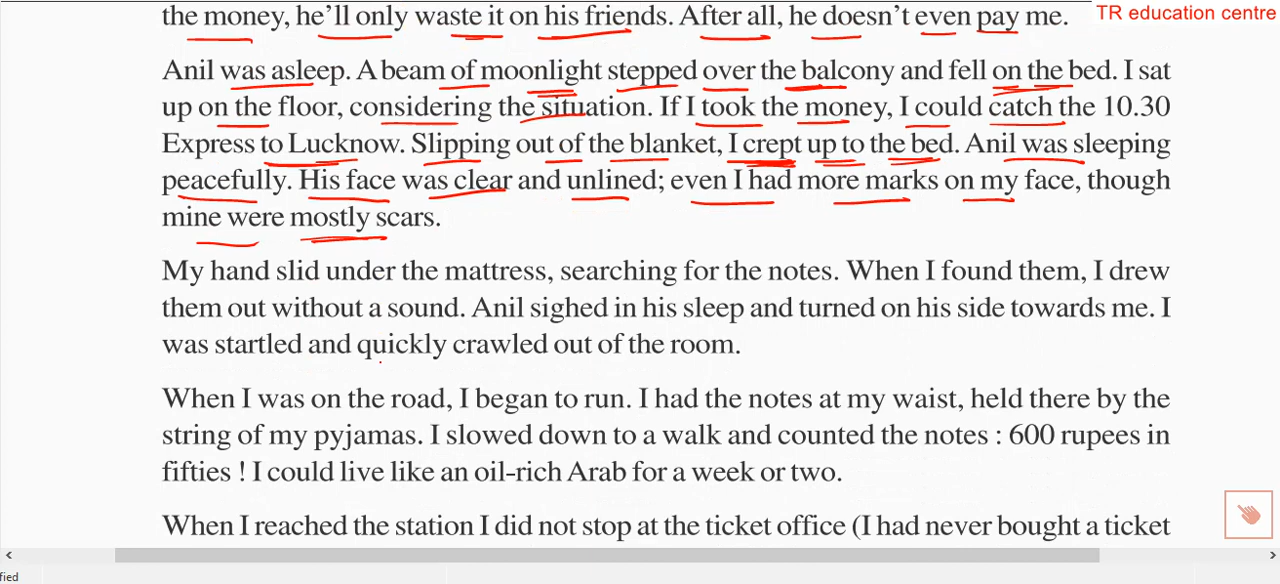 the money, he'll only waste it on his friends. After all, he doesn't even pay me.
TR education centre
Anil was asleep. A beam of moonlight stepped over the balcony and fell on the bed. I sat
up on the floor, considering the situation. If I took the money, I could catch the 10.30
Express to Lucknow. Slipping out of the blanket, I crept up to the bed. Anil was sleeping
peacefully. His face was clear and unlined; even I had more marks on my face, though
mine were mostly scars.
My hand slid under the mattress, searching for the notes. When I found them, I drew
them out without a sound. Anil sighed in his sleep and turned on his side towards me. I
was startled and quickly crawled out of the room.
When I was on the road, I began to run. I had the notes at my waist, held there by the
string of my pyjamas. I slowed down to a walk and counted the notes : 600 rupees in
fifties ! I could live like an oil-rich Arab for a week or two.
When I reached the station I did not stop at the ticket office (I had never bought a ticket
fied